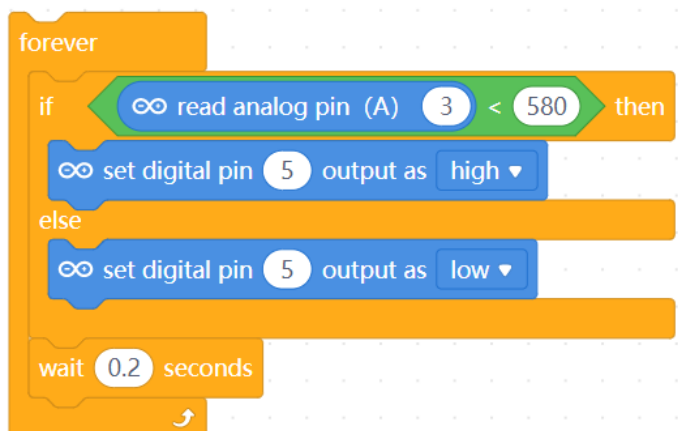 forever
if read analog pin (A) 3 < 580 then
set digital pin 5 output as high
else
set digital pin 5 output as low
wait 0.2 seconds